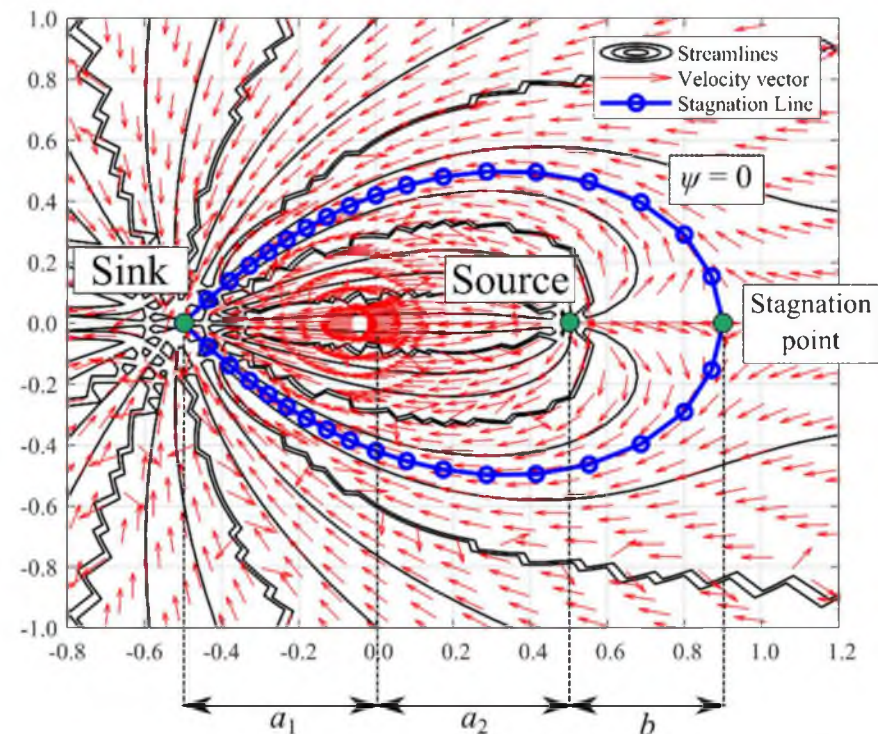 1.0
0.8
0.6
0.4
0.2
0.0
-0.2
-0.4
-0.6
-0.8
-1.0
Streamlines
Velocity vector
Stagnation Line
ψ = 0
Sink
Source
Stagnation
point
-0.8 -0.6 -0.4 -0.2 0.0 0.2 0.4 0.6 0.8 1.0 1.2
a₁ a₂ b